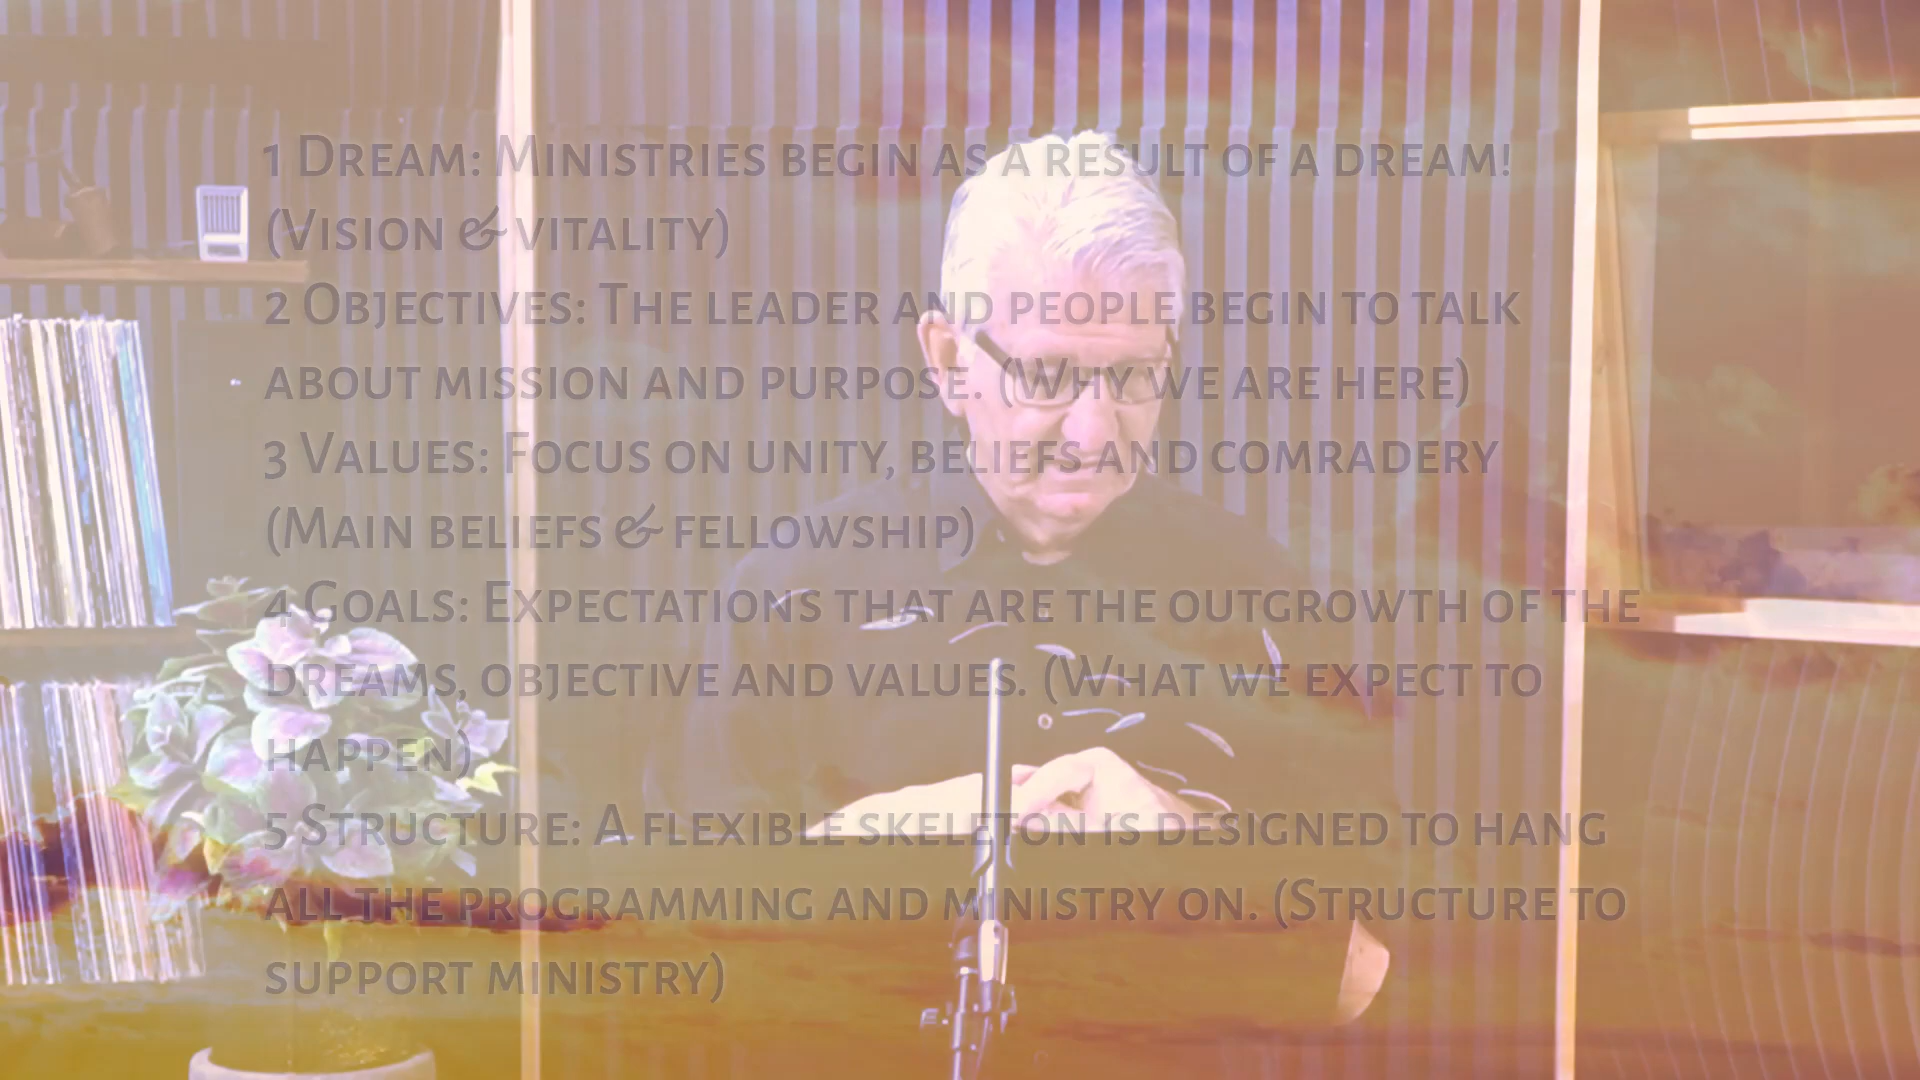 1 Dream: Ministries begin as a result of a dream!
(Vision & vitality)
2 Objectives: The leader and people begin to talk
about mission and purpose. (Why we are here)
3 Values: Focus on unity, beliefs and comradery
(Main beliefs & fellowship)
4 Goals: Expectations that are the outgrowth of the
dreams, objective and values. (What we expect to
happen)
5 Structure: A flexible skeleton is designed to hang
all the programming and ministry on. (Structure to
support ministry)